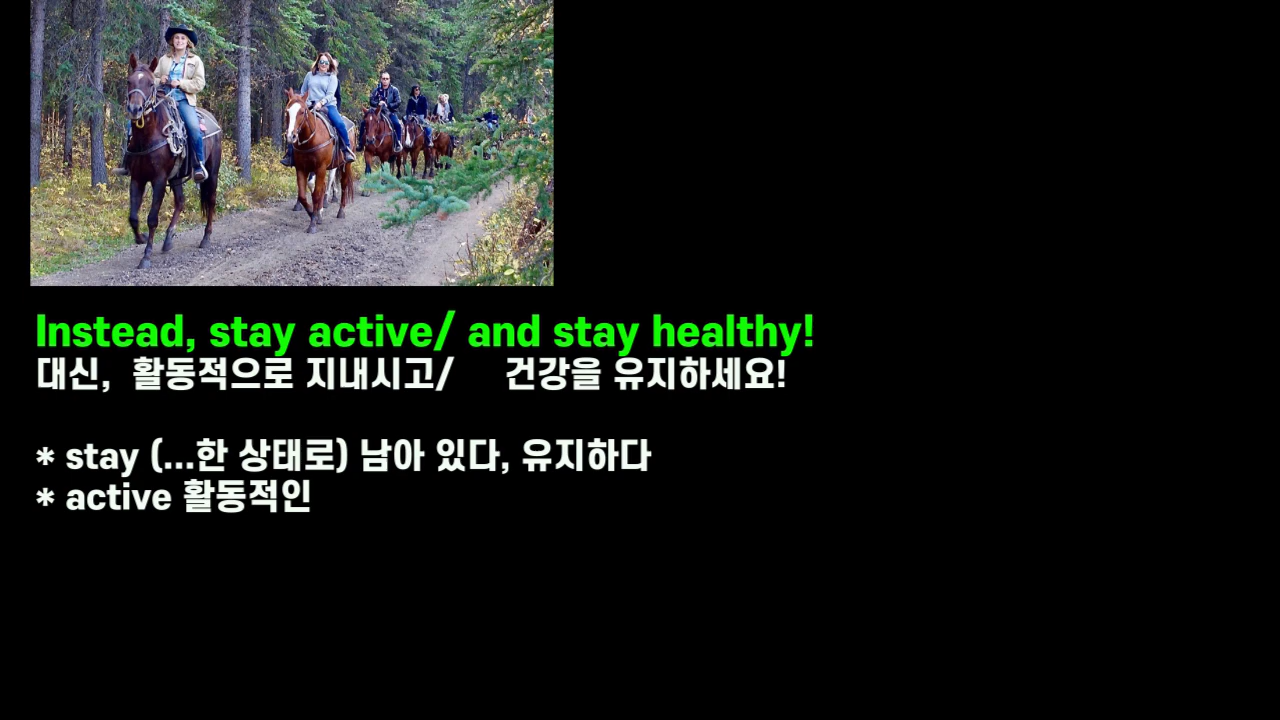 Instead, stay active/ and stay healthy!
대신, 활동적으로 지내시고/ 건강을 유지하세요!
* stay (...한 상태로) 남아 있다, 유지하다
* active 활동적인